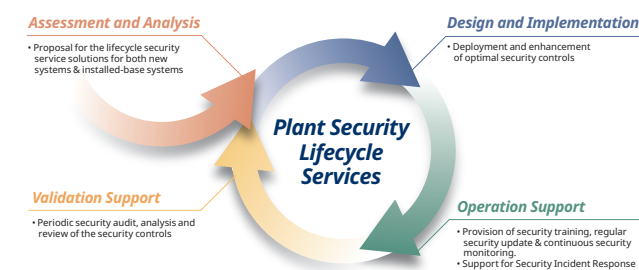 Assessment and Analysis
• Proposal for the lifecycle security
service solutions for both new
systems & installed-base systems
Design and Implementation
• Deployment and enhancement
of optimal security controls
Plant Security
Lifecycle
Services
Validation Support
• Periodic security audit, analysis and
review of the security controls
Operation Support
• Provision of security training, regular
security update & continuous security
monitoring.
• Support for Security Incident Response